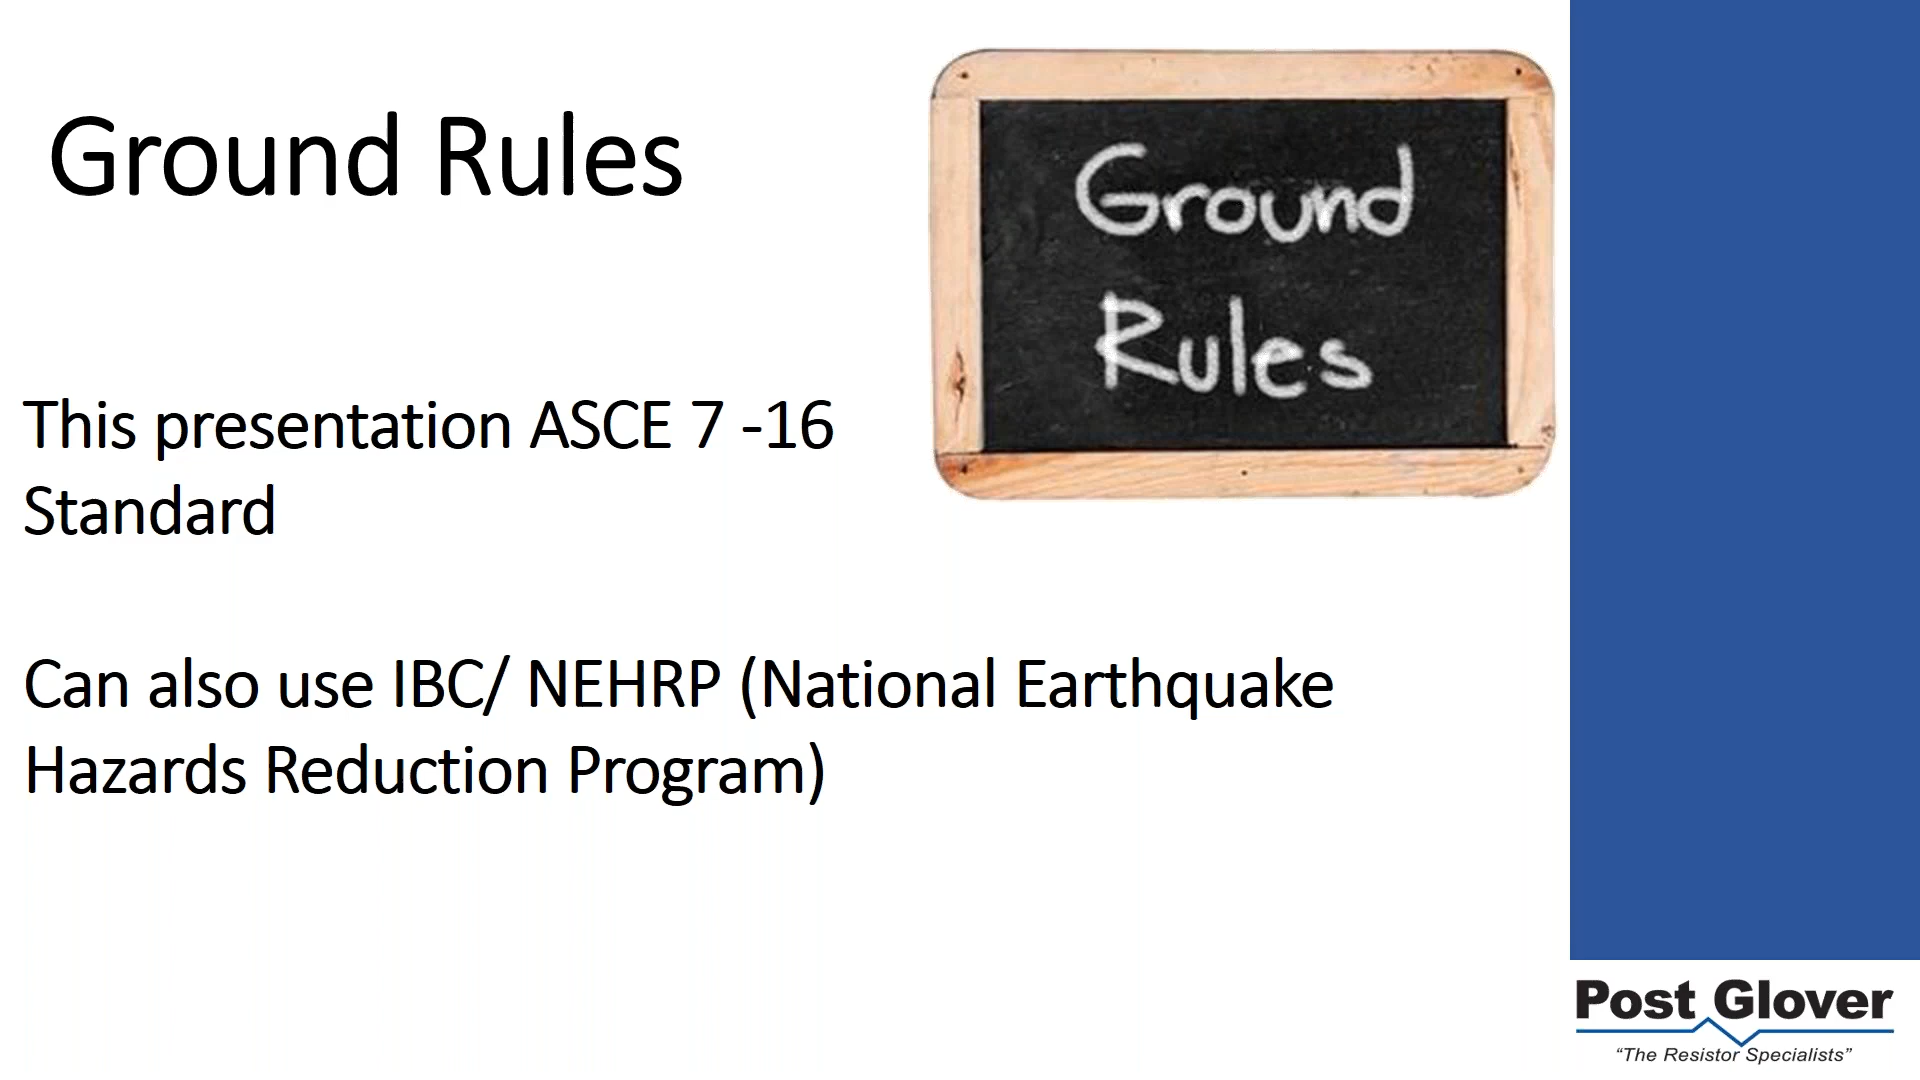 Ground Rules
Ground
Rules
This presentation ASCE 7 -16
Standard
Can also use IBC/ NEHRP (National Earthquake
Hazards Reduction Program)
Post Glover
“The Resistor Specialists”